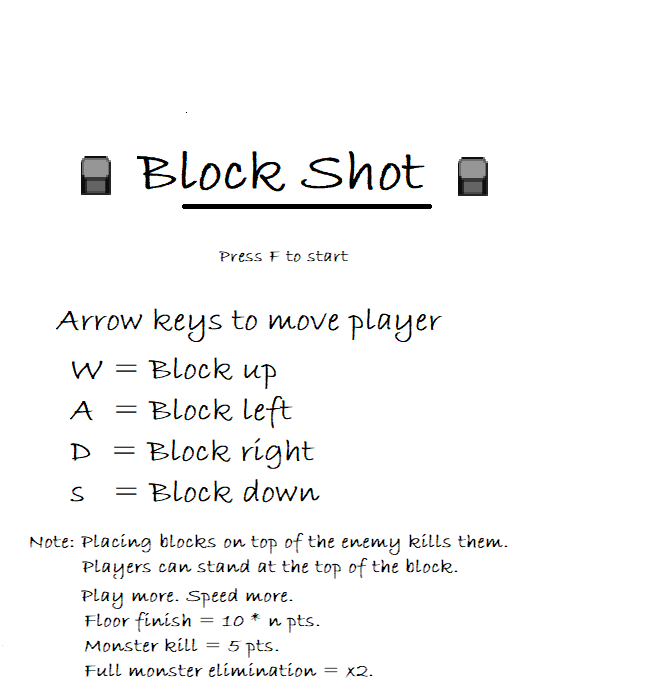 Block Shot
Press F to start
Arrow keys to move player
W = Block up
A = Block left
D = Block right
S = Block down
Note: Placing blocks on top of the enemy kills them.
Players can stand at the top of the block.
Play more. Speed more.
Floor finish = 10 * n pts.
Monster kill = 5 pts.
Full monster elimination = x2.